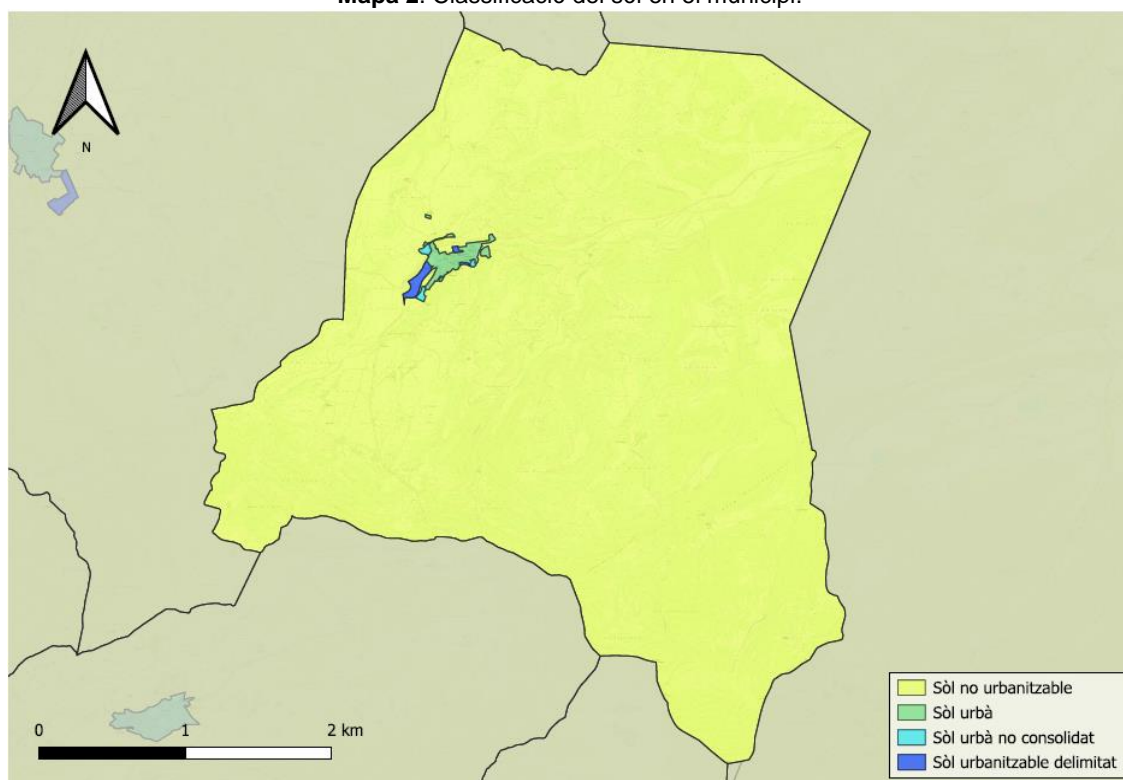 Mapa 2. Classificació del sòl en el municipi.
N
0 1 2 km
Sòl no urbanitzable
Sòl urbà
Sòl urbà no consolidat
Sòl urbanitzable delimitat